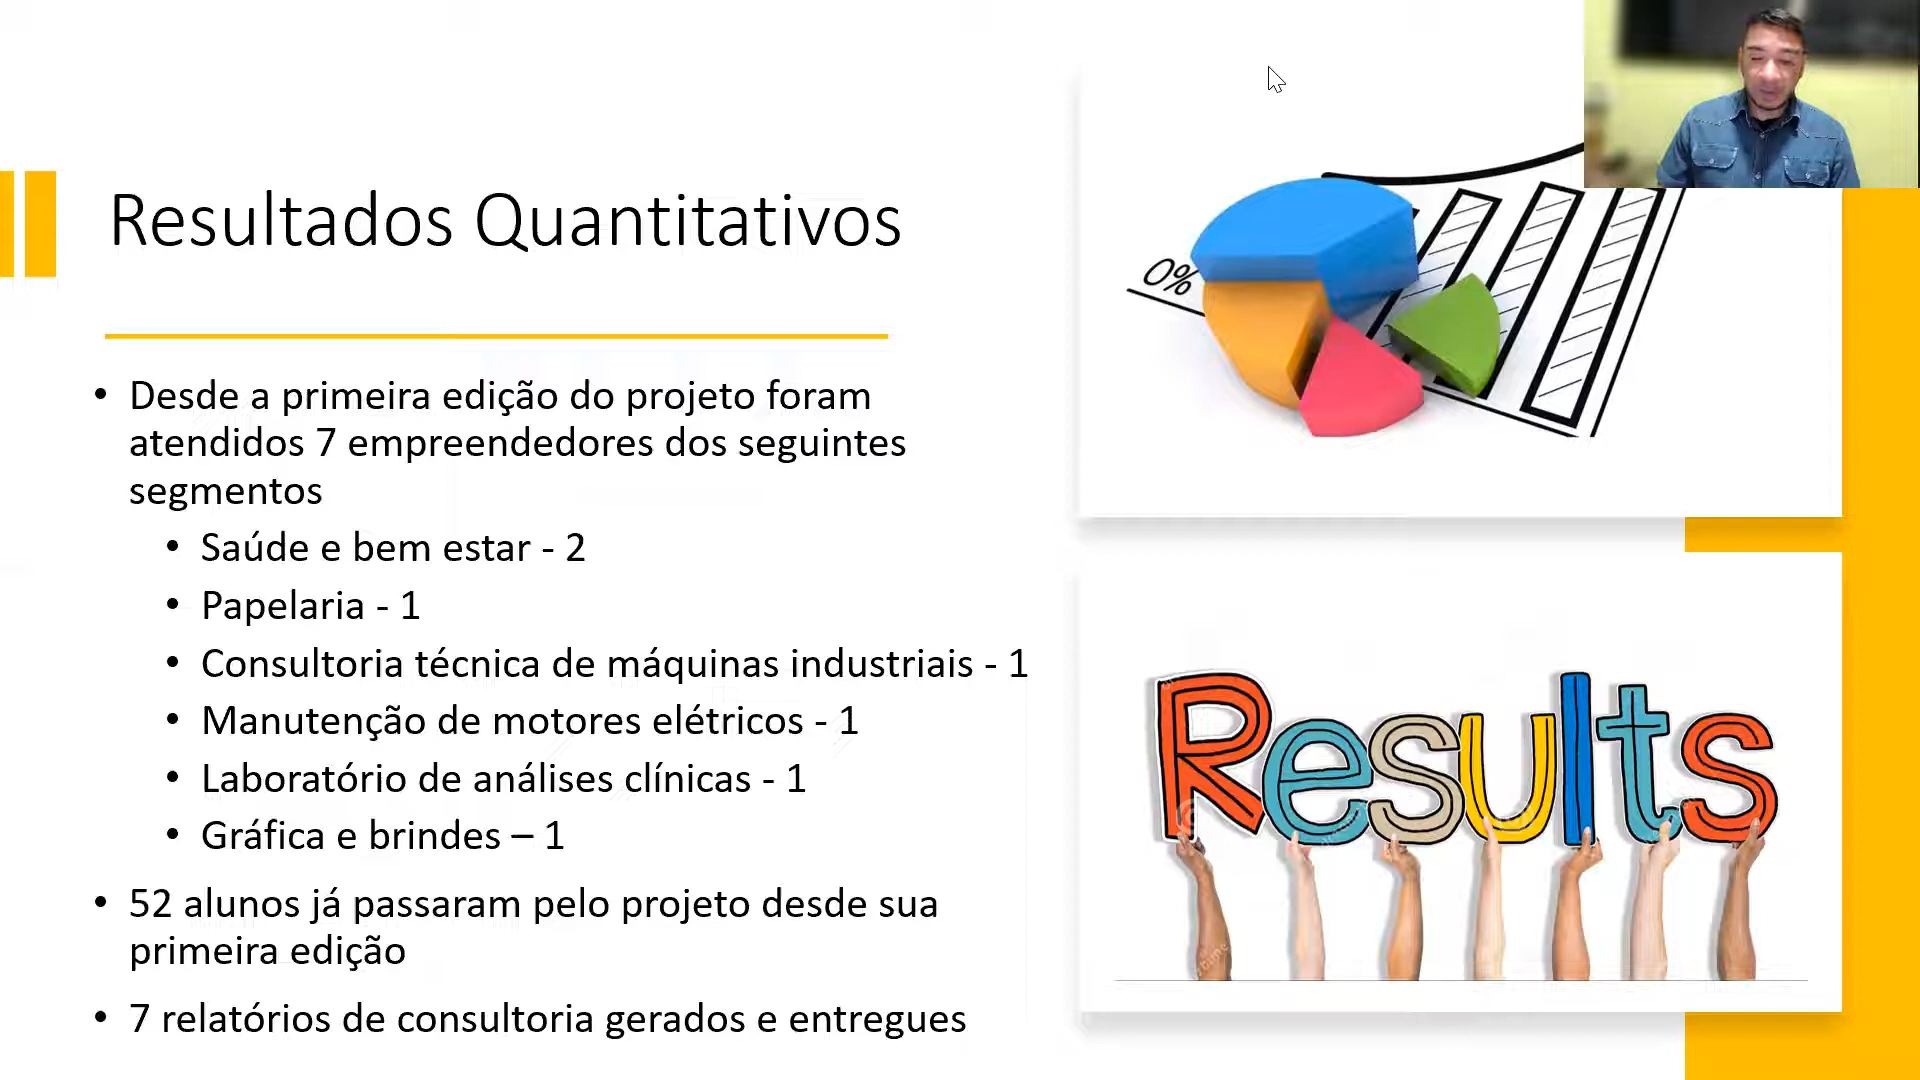 Resultados Quantitativos
• Desde a primeira edição do projeto foram
atendidos 7 empreendedores dos seguintes
segmentos
• Saúde e bem estar - 2
• Papelaria - 1
• Consultoria técnica de máquinas industriais - 1
• Manutenção de motores elétricos - 1
• Laboratório de análises clínicas - 1
• Gráfica e brindes – 1
• 52 alunos já passaram pelo projeto desde sua
primeira edição
• 7 relatórios de consultoria gerados e entregues
0%
Results